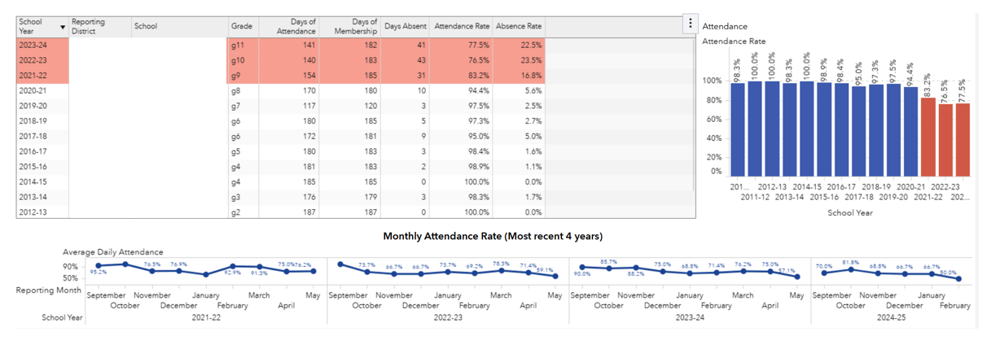 School Year Reporting District School Grade Days of Attendance Days of Membership Days Absent Attendance Rate Absence Rate
2023-24 g11 141 182 41 77.5% 22.5%
2022-23 g10 140 183 43 76.5% 23.5%
2021-22 g9 154 185 31 83.2% 16.8%
2020-21 g8 170 180 10 94.4% 5.6%
2019-20 g7 117 120 3 97.5% 2.5%
2018-19 g6 180 185 5 97.3% 2.7%
2017-18 g6 172 181 9 95.0% 5.0%
2016-17 g5 180 183 3 98.4% 1.6%
2015-16 g4 181 183 2 98.9% 1.1%
2014-15 g4 185 185 0 100.0% 0.0%
2013-14 g3 176 179 3 98.3% 1.7%
2012-13 g2 187 187 0 100.0% 0.0%
Attendance
Attendance Rate
98.3% 100.0% 100.0% 98.3% 100.0% 98.9% 98.4% 95.0% 97.3% 97.5% 94.4% 83.2% 76.5% 77.5%
100%
80%
60%
40%
20%
0%
201... 2012-13 2014-15 2016-17 2018-19 2020-21 2022-23
2011-12 2013-14 2015-16 2017-18 2019-20 2021-22 202...
School Year
Monthly Attendance Rate (Most recent 4 years)
Average Daily Attendance
90%
50%
95.2% 76.5% 76.9% 92.9% 91.3% 75.0% 76.2%
73.7% 66.7% 66.7% 73.7% 69.2% 78.3% 71.4% 59.1%
90.0% 85.7% 88.2% 75.0% 68.8% 71.4% 76.2% 75.0% 57.1%
70.0% 81.8% 68.8% 66.7% 66.7% 50.0%
Reporting Month
September November January March May September November January March May September November January March May September November January
October December February April October December February April October December February April October December February
School Year 2021-22 2022-23 2023-24 2024-25